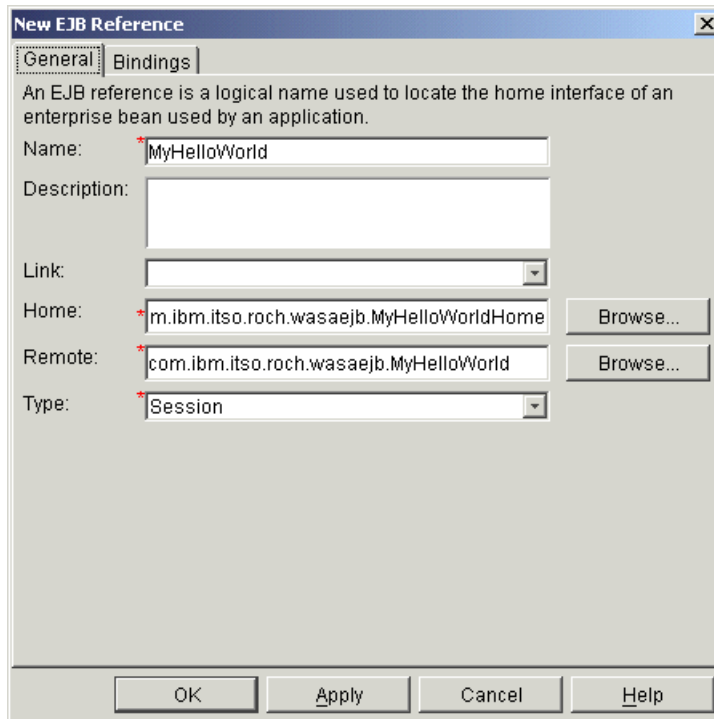 New EJB Reference
General Bindings
An EJB reference is a logical name used to locate the home interface of an
enterprise bean used by an application.
Name: *MyHelloWorld
Description:
Link:
Home: *m.ibm.itso.roch.wasaejb.MyHelloWorldHome Browse...
Remote: *com.ibm.itso.roch.wasaejb.MyHelloWorld Browse...
Type: *Session
OK Apply Cancel Help